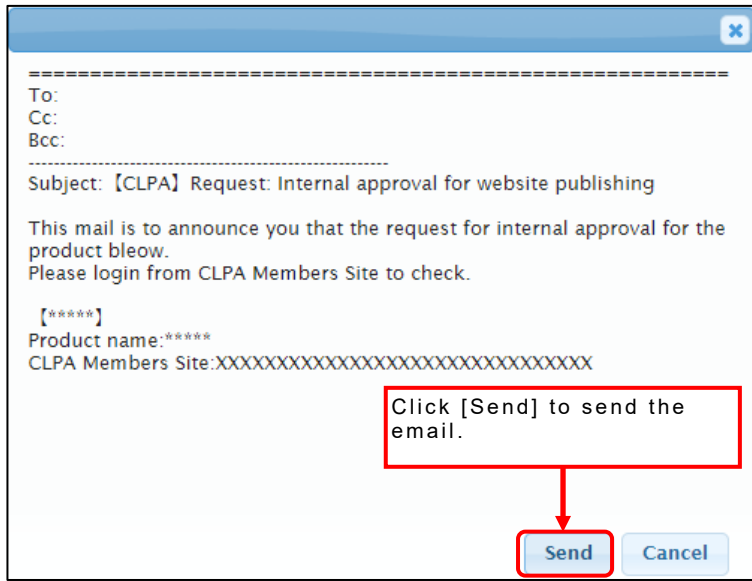 =========================================================
To:
Cc:
Bcc:
---------------------------------------------------------
Subject:【CLPA】Request: Internal approval for website publishing
This mail is to announce you that the request for internal approval for the
product bleow.
Please login from CLPA Members Site to check.
【*****】
Product name:*****
CLPA Members Site:XXXXXXXXXXXXXXXXXXXXXXXXXXXXXXX
Click [Send] to send the
email.
Send Cancel